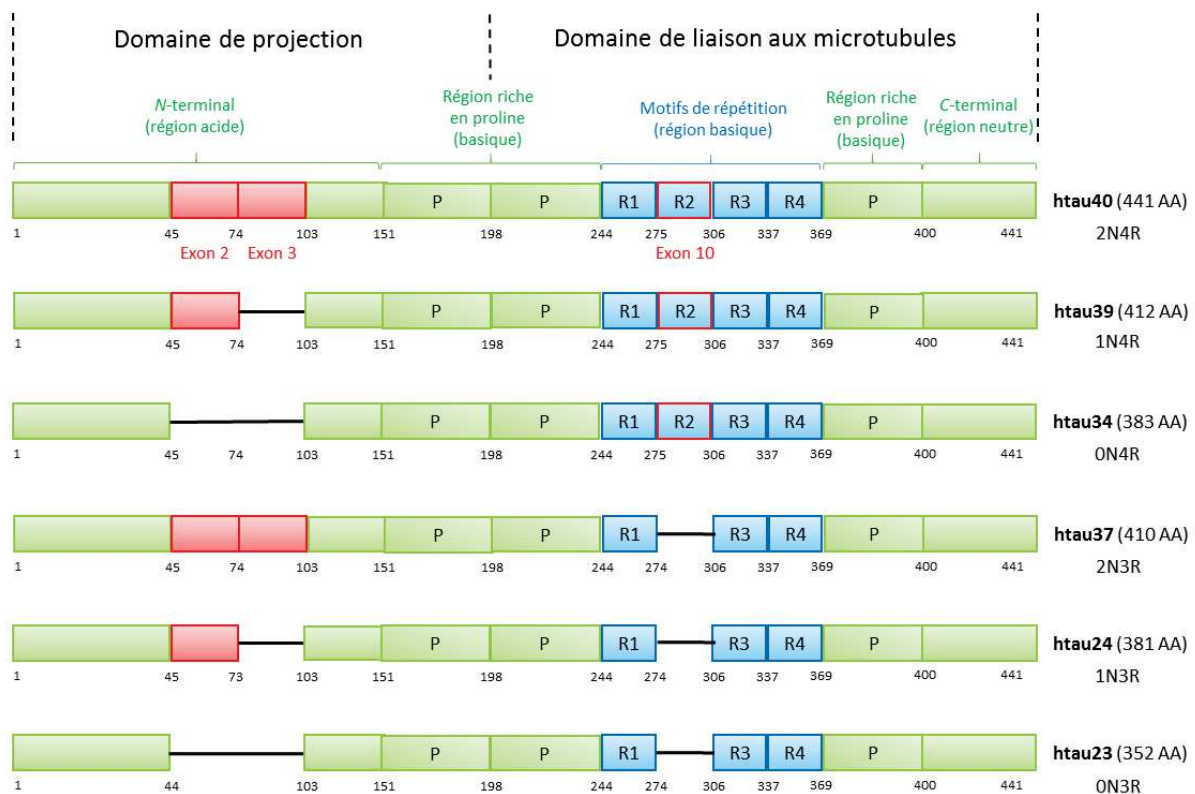 Domaine de projection
Domaine de liaison aux microtubules
N-terminal
(région acide)
Région riche
en proline
(basique)
Motifs de répétition
(région basique)
Région riche
en proline
(basique)
C-terminal
(région neutre)
P P R1 R2 R3 R4 P
htau40 (441 AA)
1 45 74 103 151 198 244 275 306 337 369 400 441
2N4R
Exon 2 Exon 3 Exon 10
P P R1 R2 R3 R4 P
htau39 (412 AA)
1 45 74 103 151 198 244 275 306 337 369 400 441
1N4R
P P R1 R2 R3 R4 P
htau34 (383 AA)
1 45 74 103 151 198 244 275 306 337 369 400 441
0N4R
P P R1 R3 R4 P
htau37 (410 AA)
1 45 74 103 151 198 244 274 306 337 369 400 441
2N3R
P P R1 R3 R4 P
htau24 (381 AA)
1 45 73 103 151 198 244 274 306 337 369 400 441
1N3R
P P R1 R3 R4 P
htau23 (352 AA)
1 44 103 151 198 244 274 306 337 369 400 441
0N3R